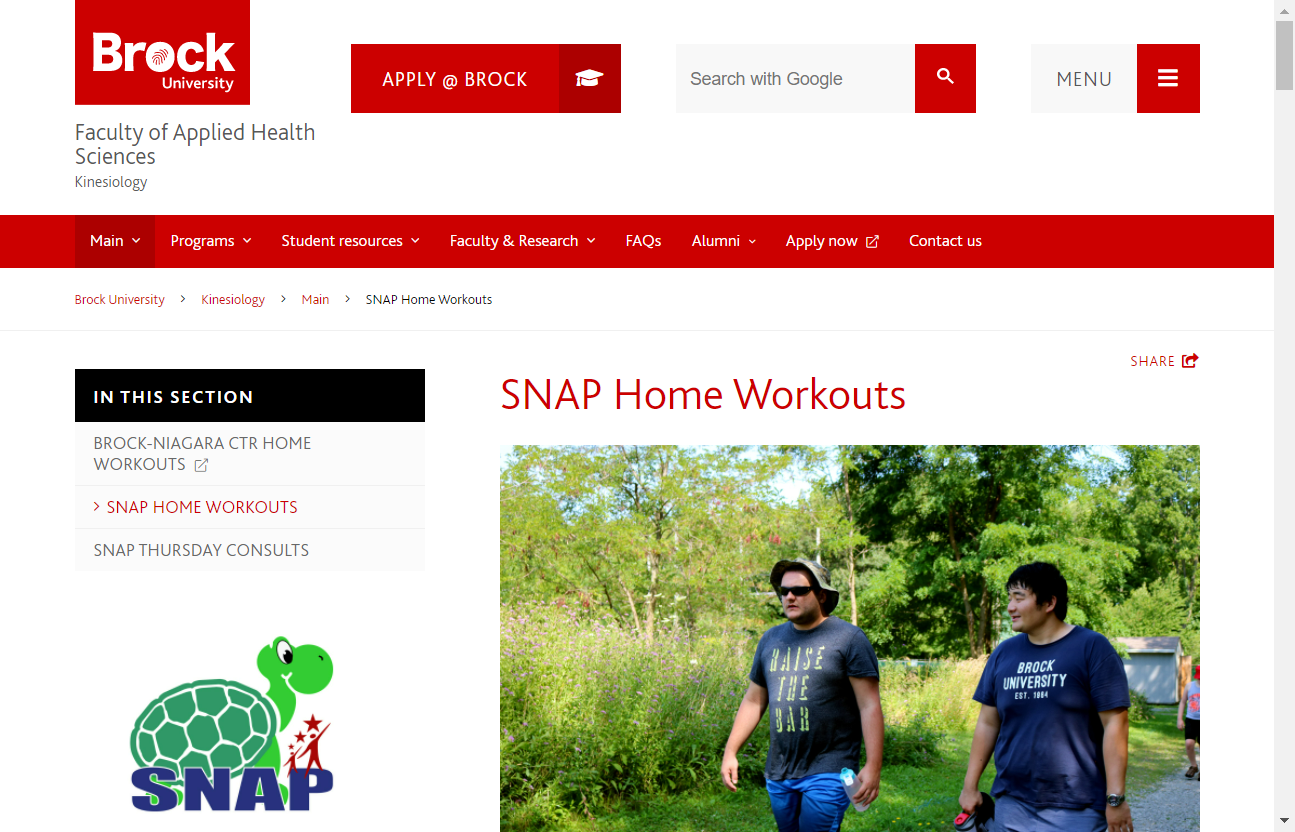 Brock
University
Faculty of Applied Health
Sciences
Kinesiology
APPLY @ BROCK
Search with Google
MENU
Main
Programs
Student resources
Faculty & Research
FAQs
Alumni
Apply now
Contact us
Brock University > Kinesiology > Main > SNAP Home Workouts
SHARE
IN THIS SECTION
BROCK-NIAGARA CTR HOME
WORKOUTS
> SNAP HOME WORKOUTS
SNAP THURSDAY CONSULTS
SNAP
SNAP Home Workouts
RAISE
THE
BAR
BROCK
UNIVERSITY
EST. 1964